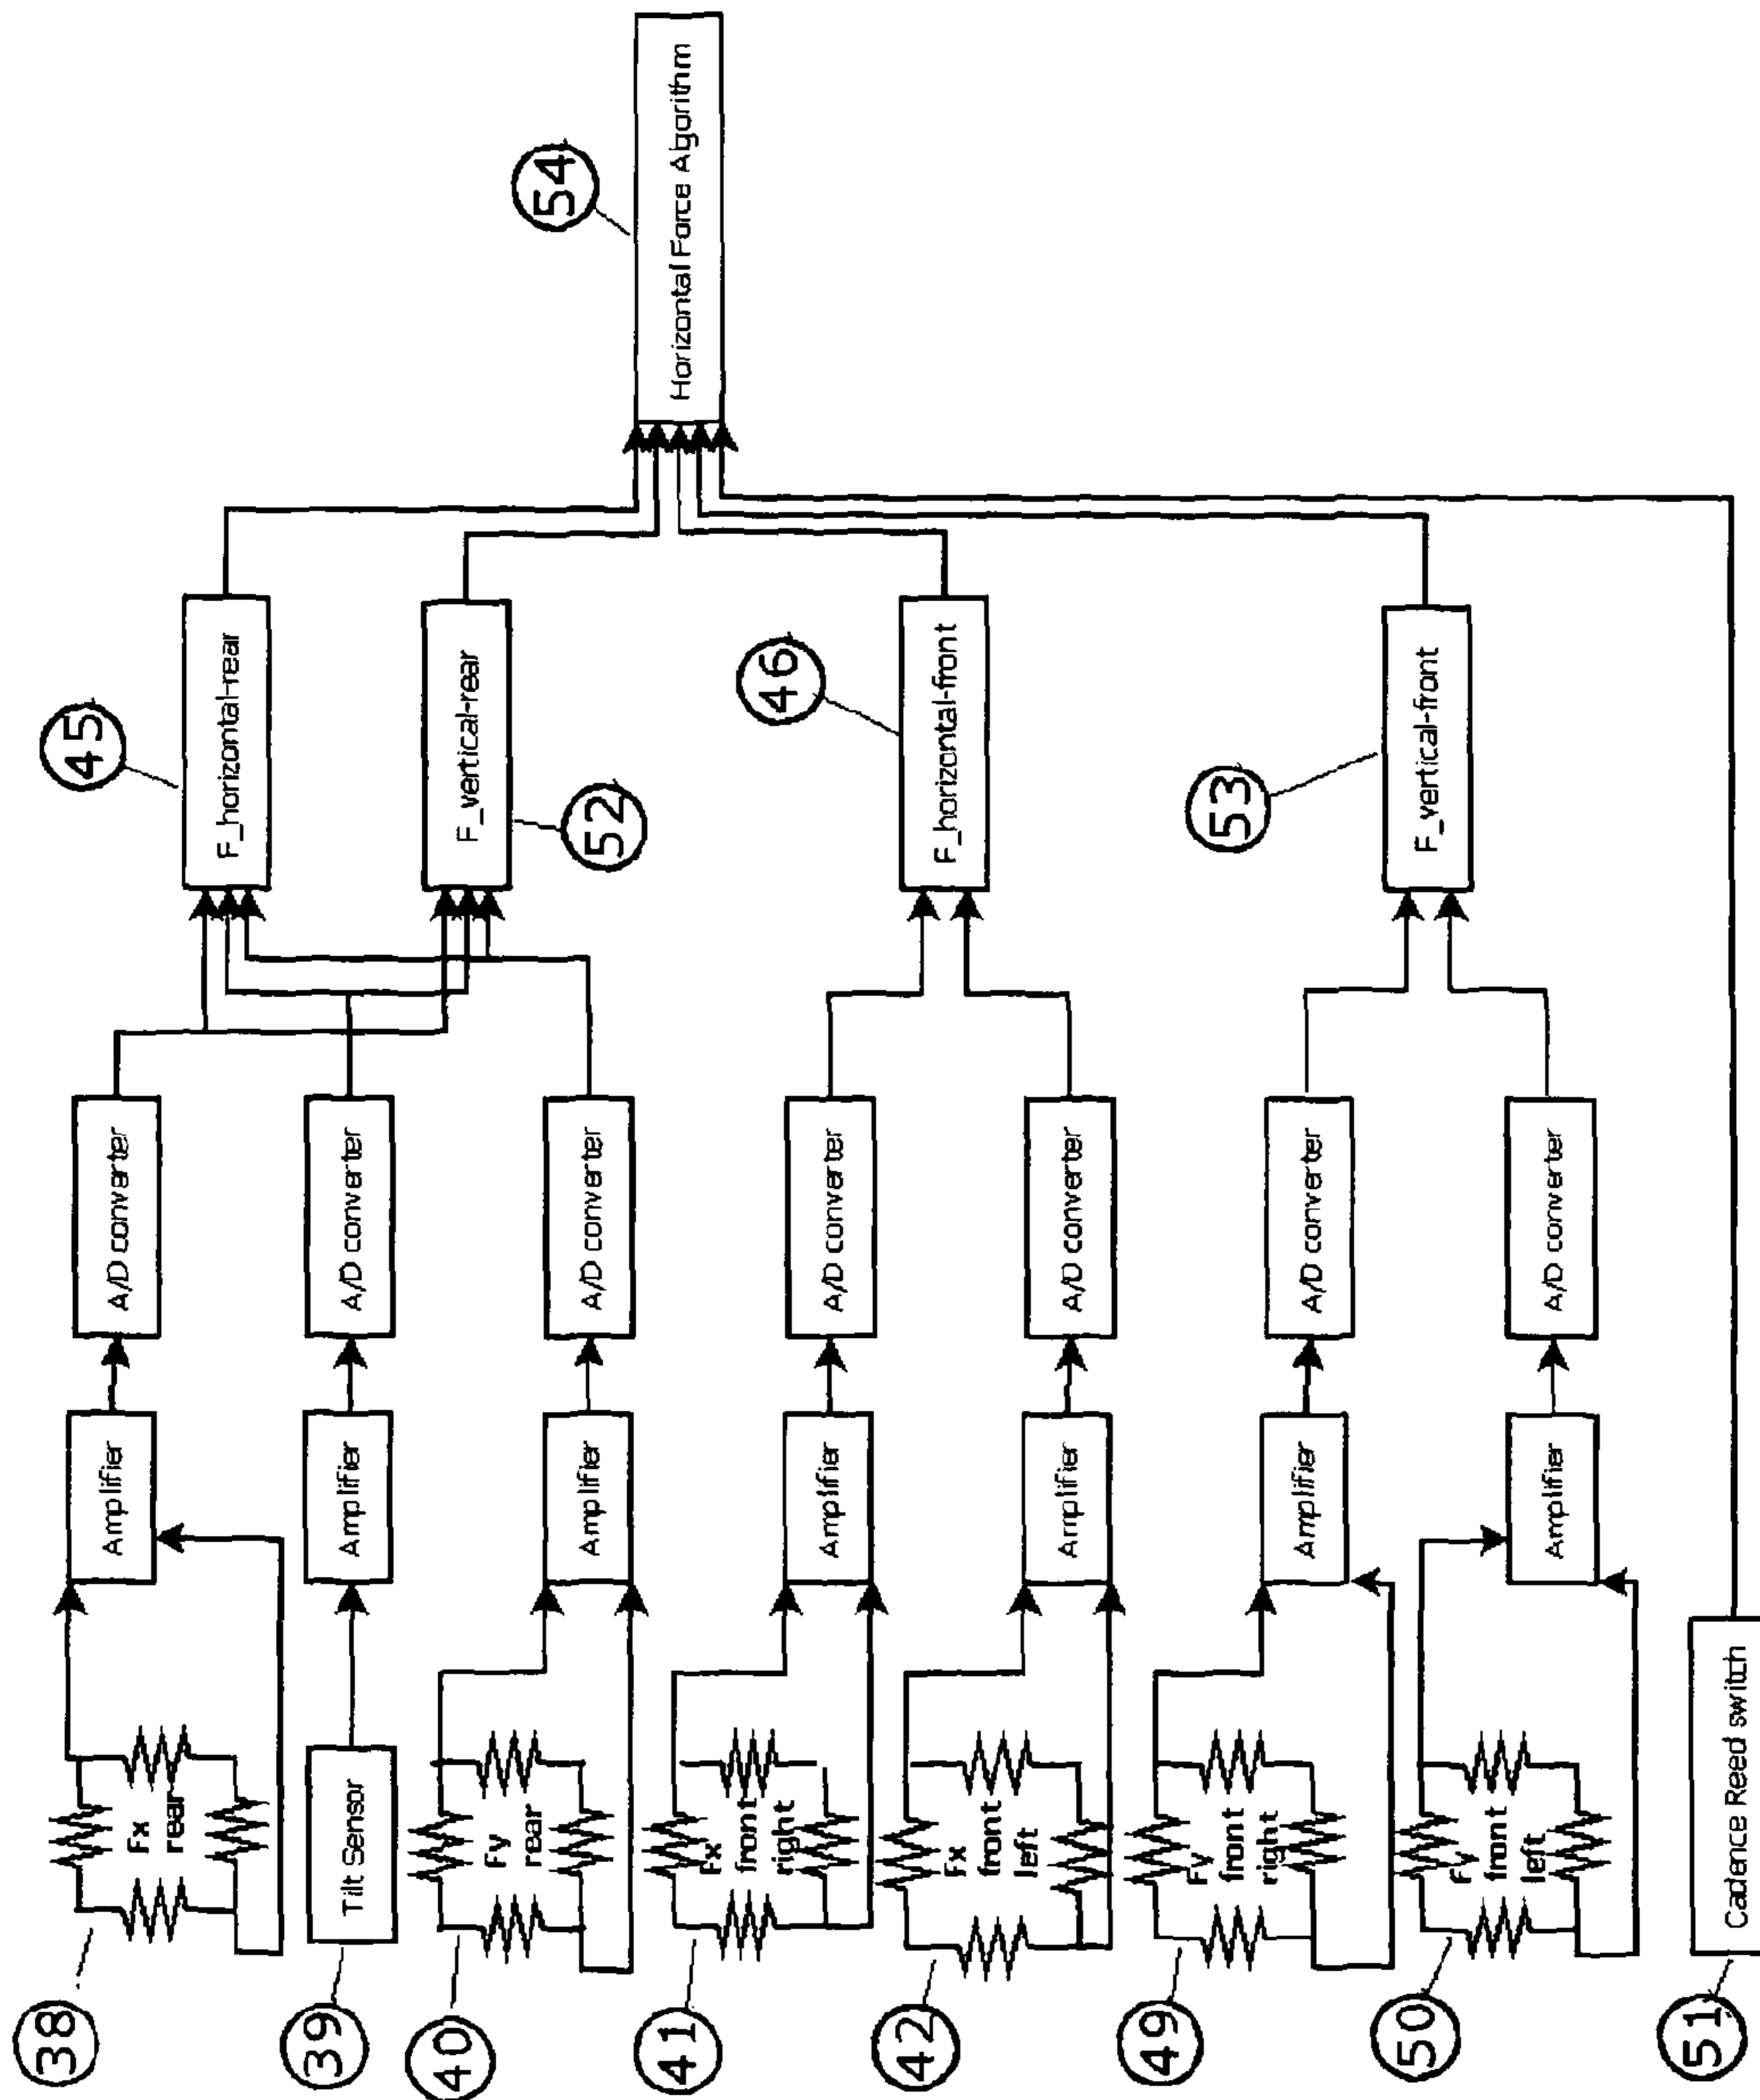 38
Fx
rear
Amplifier
A/D converter
45
F_horizontal-rear
39
Tilt Sensor
Amplifier
A/D converter
40
Fy
rear
Amplifier
A/D converter
F_vertical-rear
52
41
Fx
front
right
Amplifier
A/D converter
54
Horizontal Force Algorithm
42
Fx
front
left
Amplifier
A/D converter
46
F_horizontal-front
49
Fy
front
right
Amplifier
A/D converter
53
F_vertical-front
50
Fy
front
left
Amplifier
A/D converter
51
Cadence Reed switch